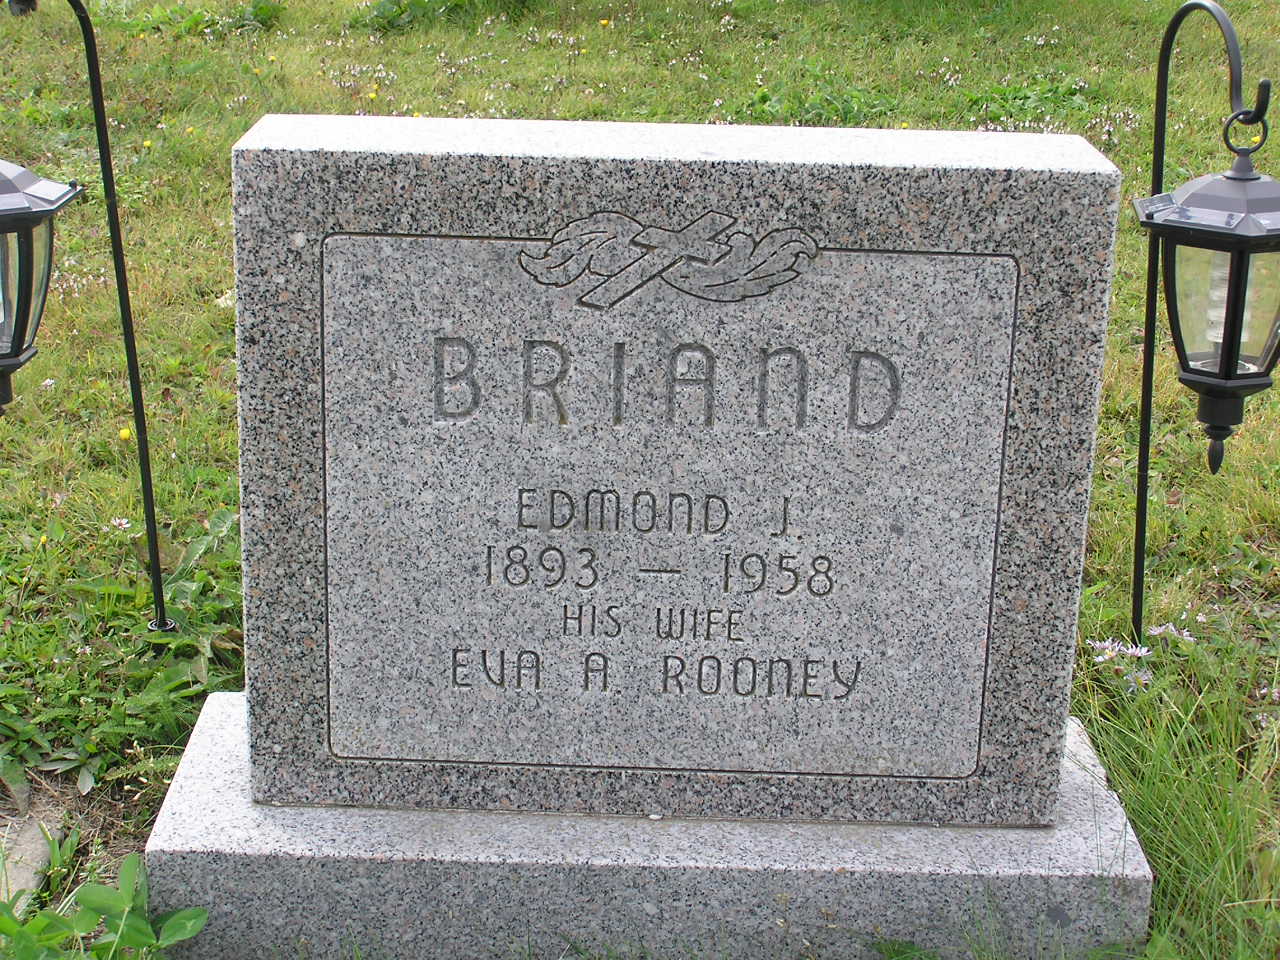 BRIAND
EDMOND J.
1893 — 1958
HIS WIFE
EVA A. ROONEY